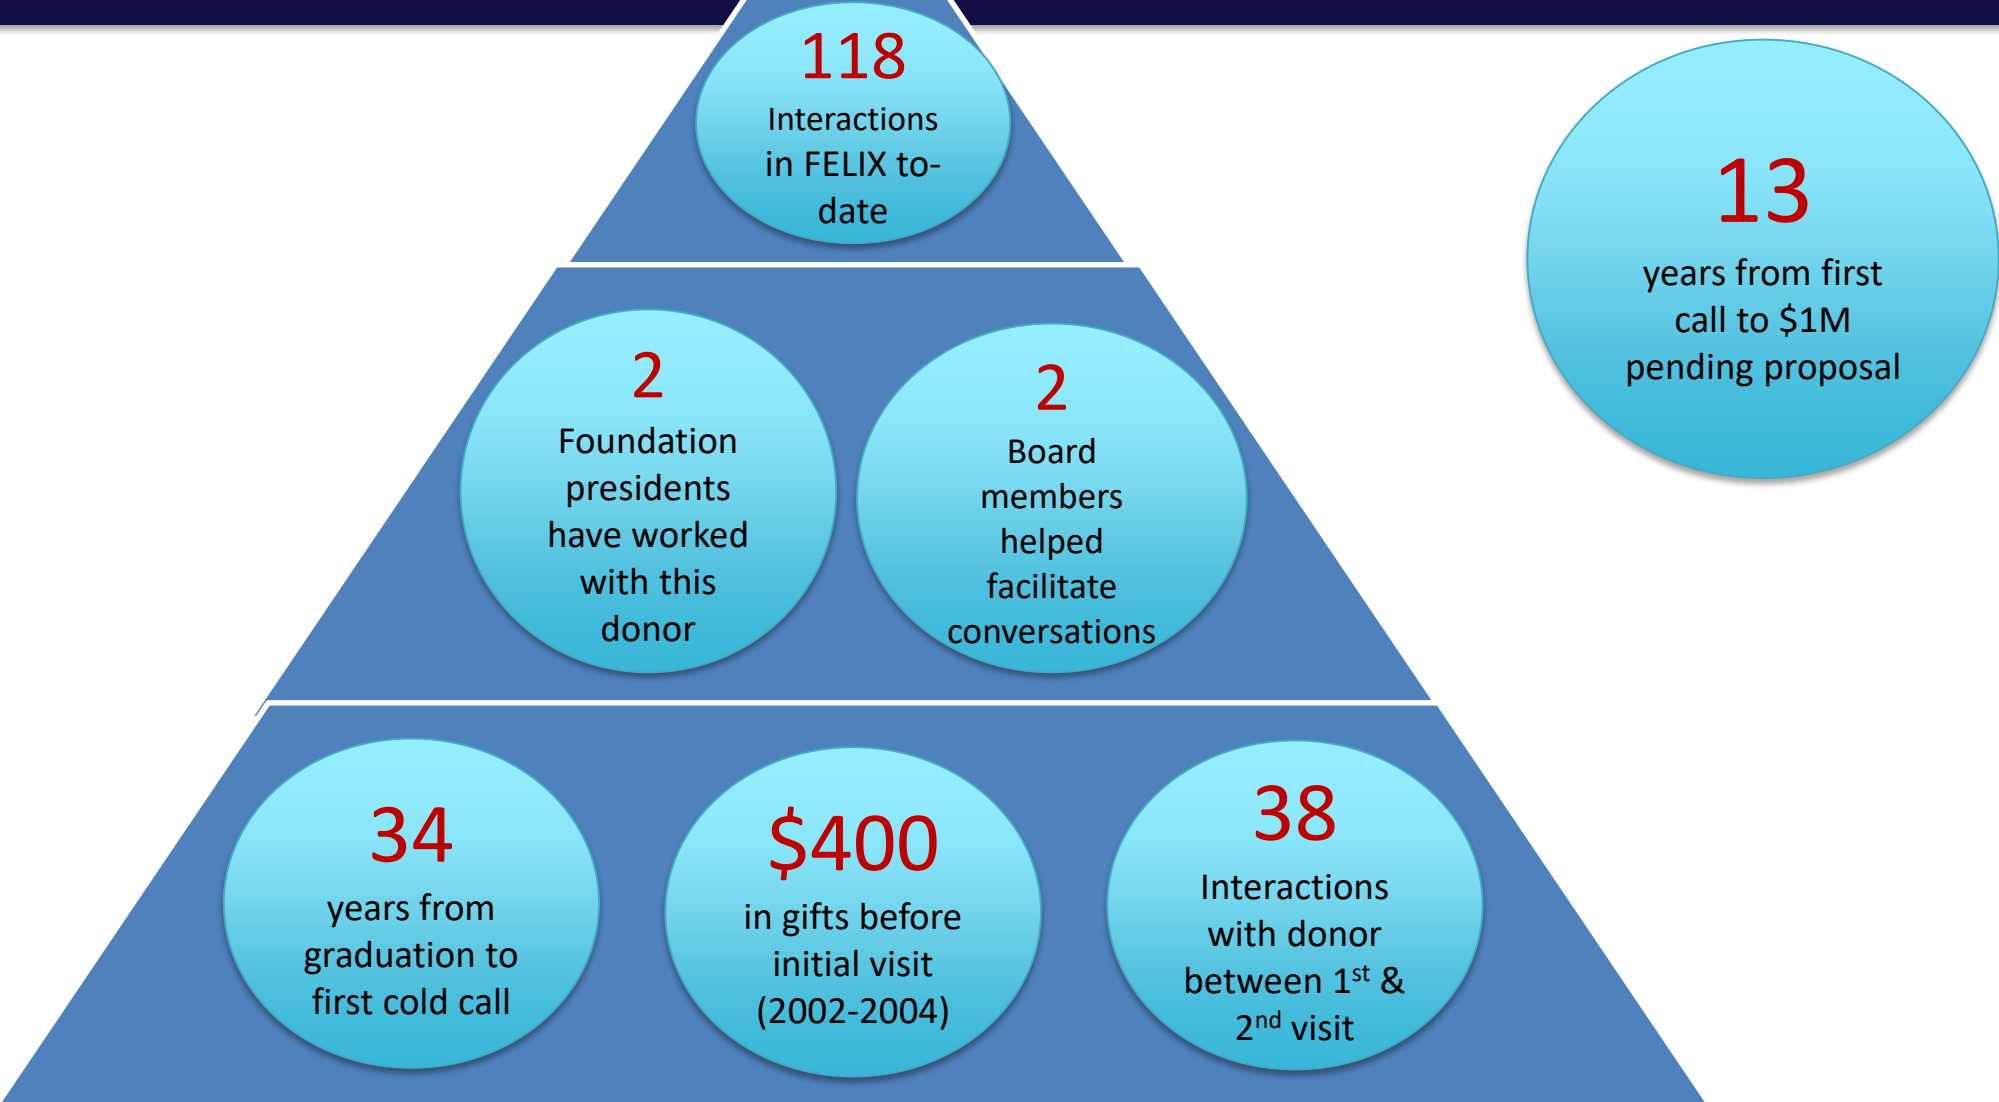 118
Interactions
in FELIX to-
date
13
years from first
call to $1M
pending proposal
2
Foundation
presidents
have worked
with this
donor
2
Board
members
helped
facilitate
conversations
34
years from
graduation to
first cold call
$400
in gifts before
initial visit
(2002-2004)
38
Interactions
with donor
between 1st &
2nd visit